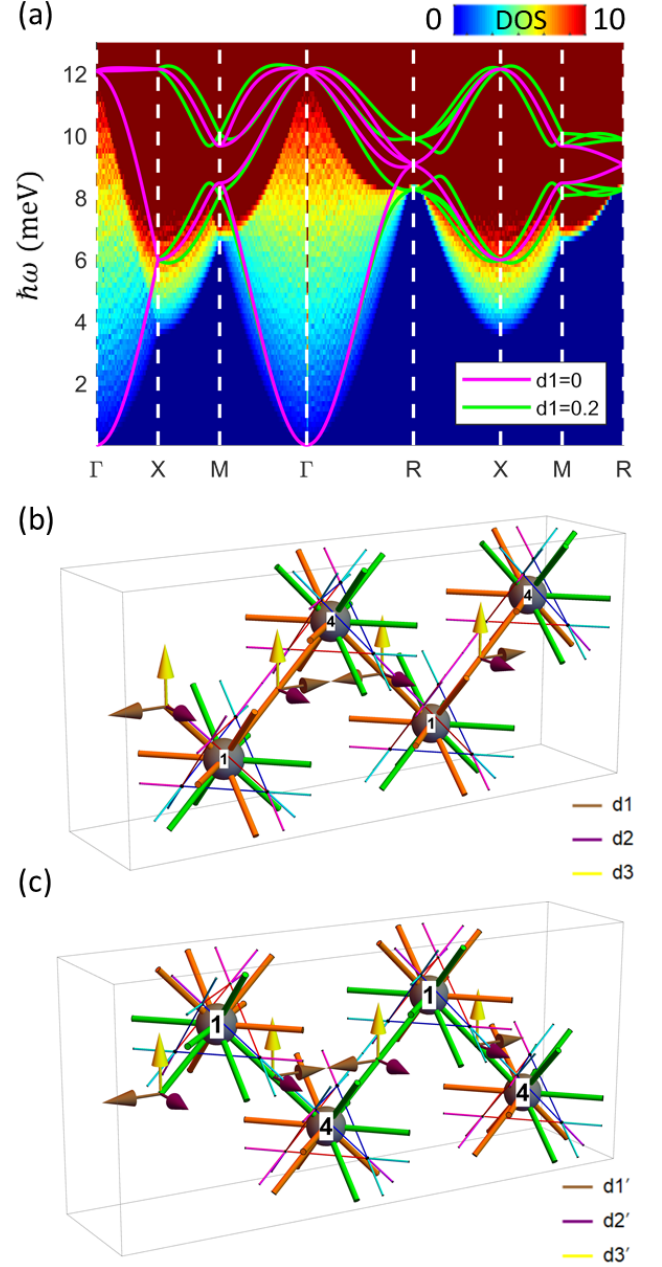 (a)
0 DOS 10
ħω (meV)
12
10
8
6
4
2
d1=0
d1=0.2
Γ X M Γ R X M R
(b)
4
4
1
1
d1
d2
d3
(c)
1
1
4
4
d1′
d2′
d3′